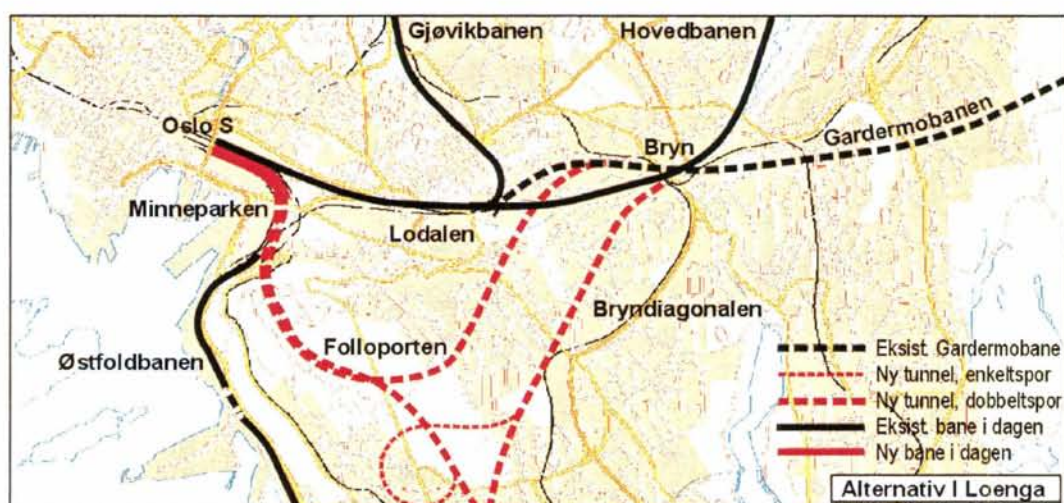 Gjøvikbanen
Hovedbanen
Oslo S
Bryn
Gardermobanen
Minneparken
Lodalen
Bryndiagonalen
Folloporten
Østfoldbanen
Eksist. Gardermobane
Ny tunnel, enkeltspor
Ny tunnel, dobbeltspor
Eksist. bane i dagen
Ny bane i dagen
Alternativ I Loenga